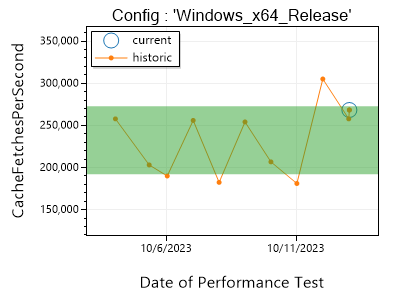 Config : 'Windows_x64_Release'
current
historic
350,000
300,000
250,000
200,000
150,000
CacheFetchesPerSecond
10/6/2023
10/11/2023
Date of Performance Test